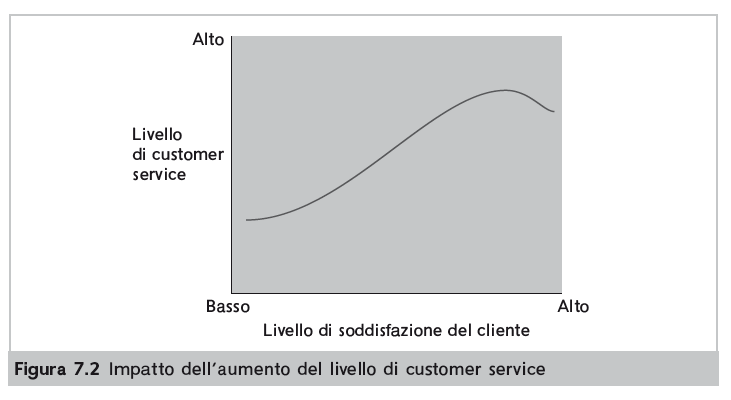 Alto
Livello
di customer
service
Basso
Alto
Livello di soddisfazione del cliente
Figura 7.2 Impatto dell'aumento del livello di customer service